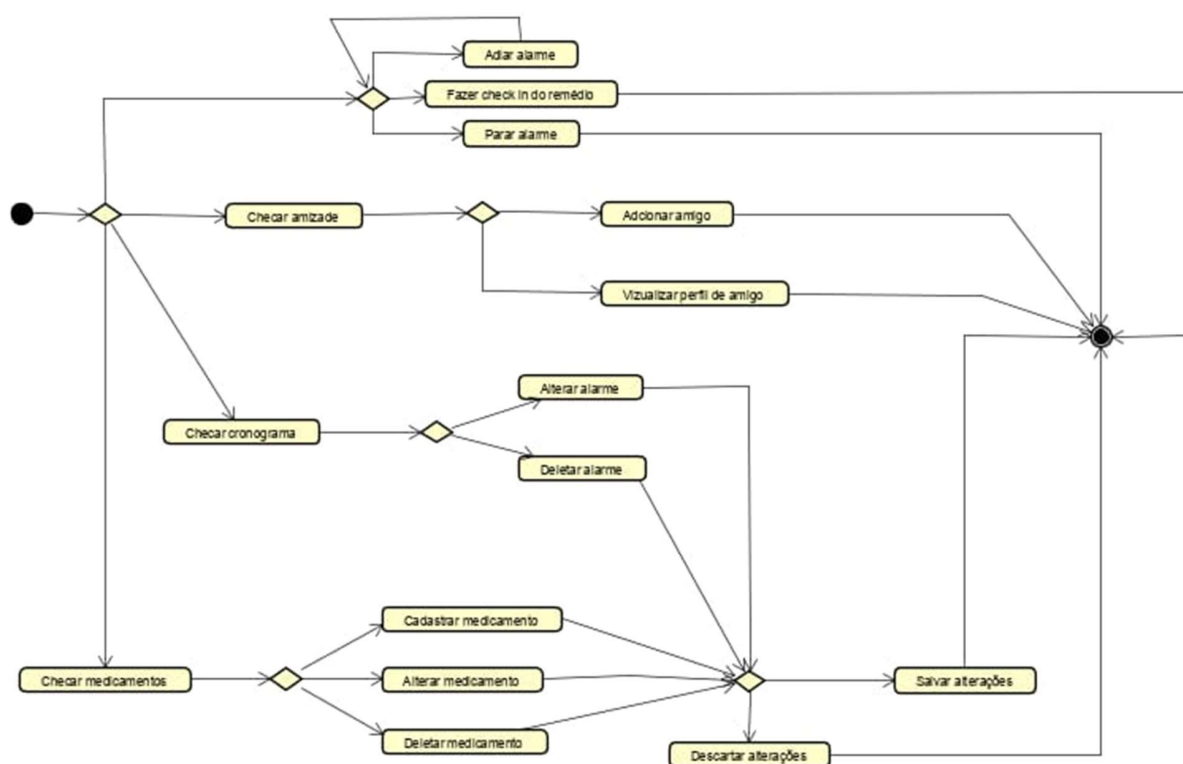 Adiar alarme
Fazer check in do remédio
Parar alarme
Checar amizade
Adcionar amigo
Vizualizar perfil de amigo
Alterar alarme
Checar cronograma
Deletar alarme
Cadastrar medicamento
Checar medicamentos
Alterar medicamento
Salvar alterações
Deletar medicamento
Descartar alterações